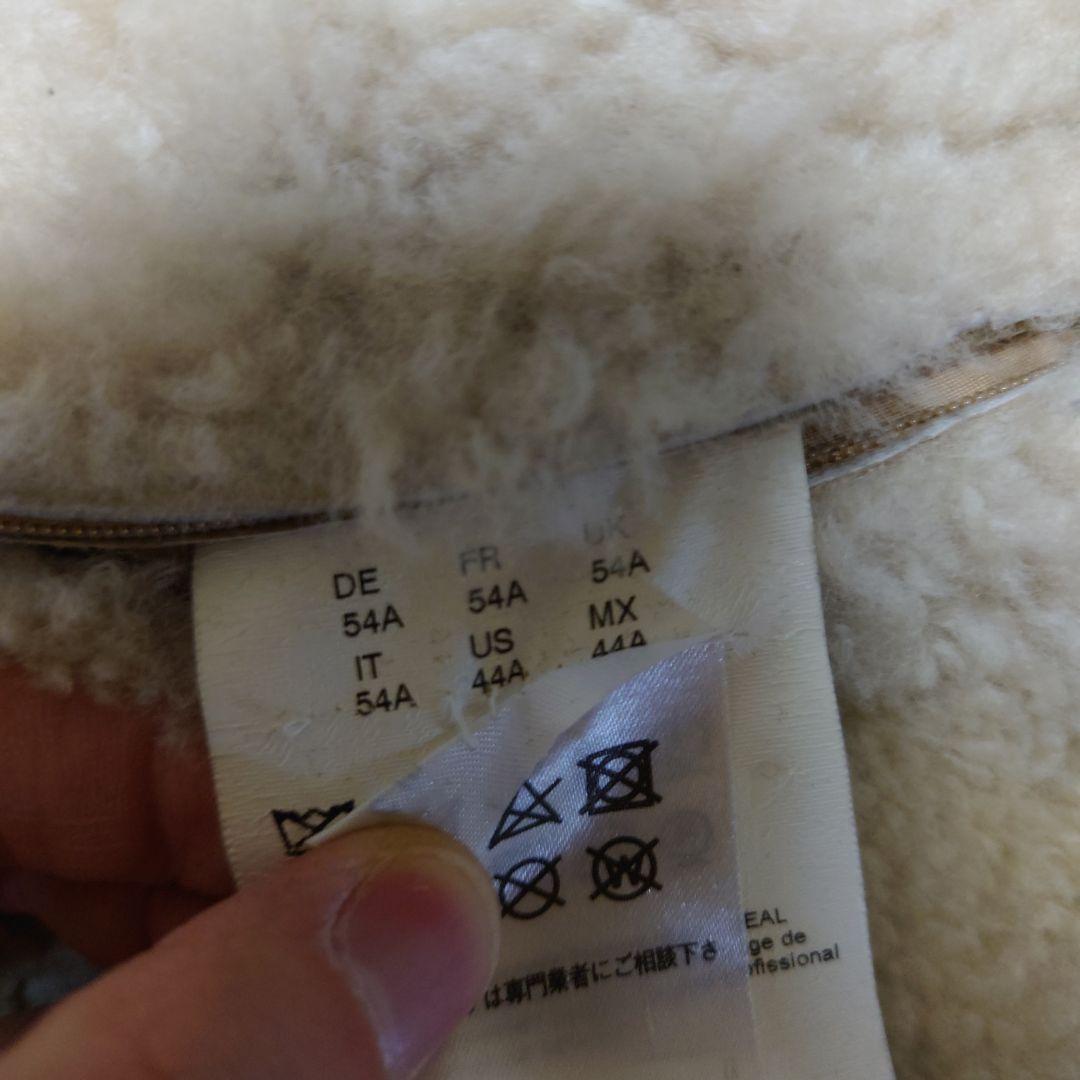 DE FR UK
54A 54A 54A
IT US MX
54A 44A 44A
は専門業者にご相談下さ
EAL
ge de
ofissional